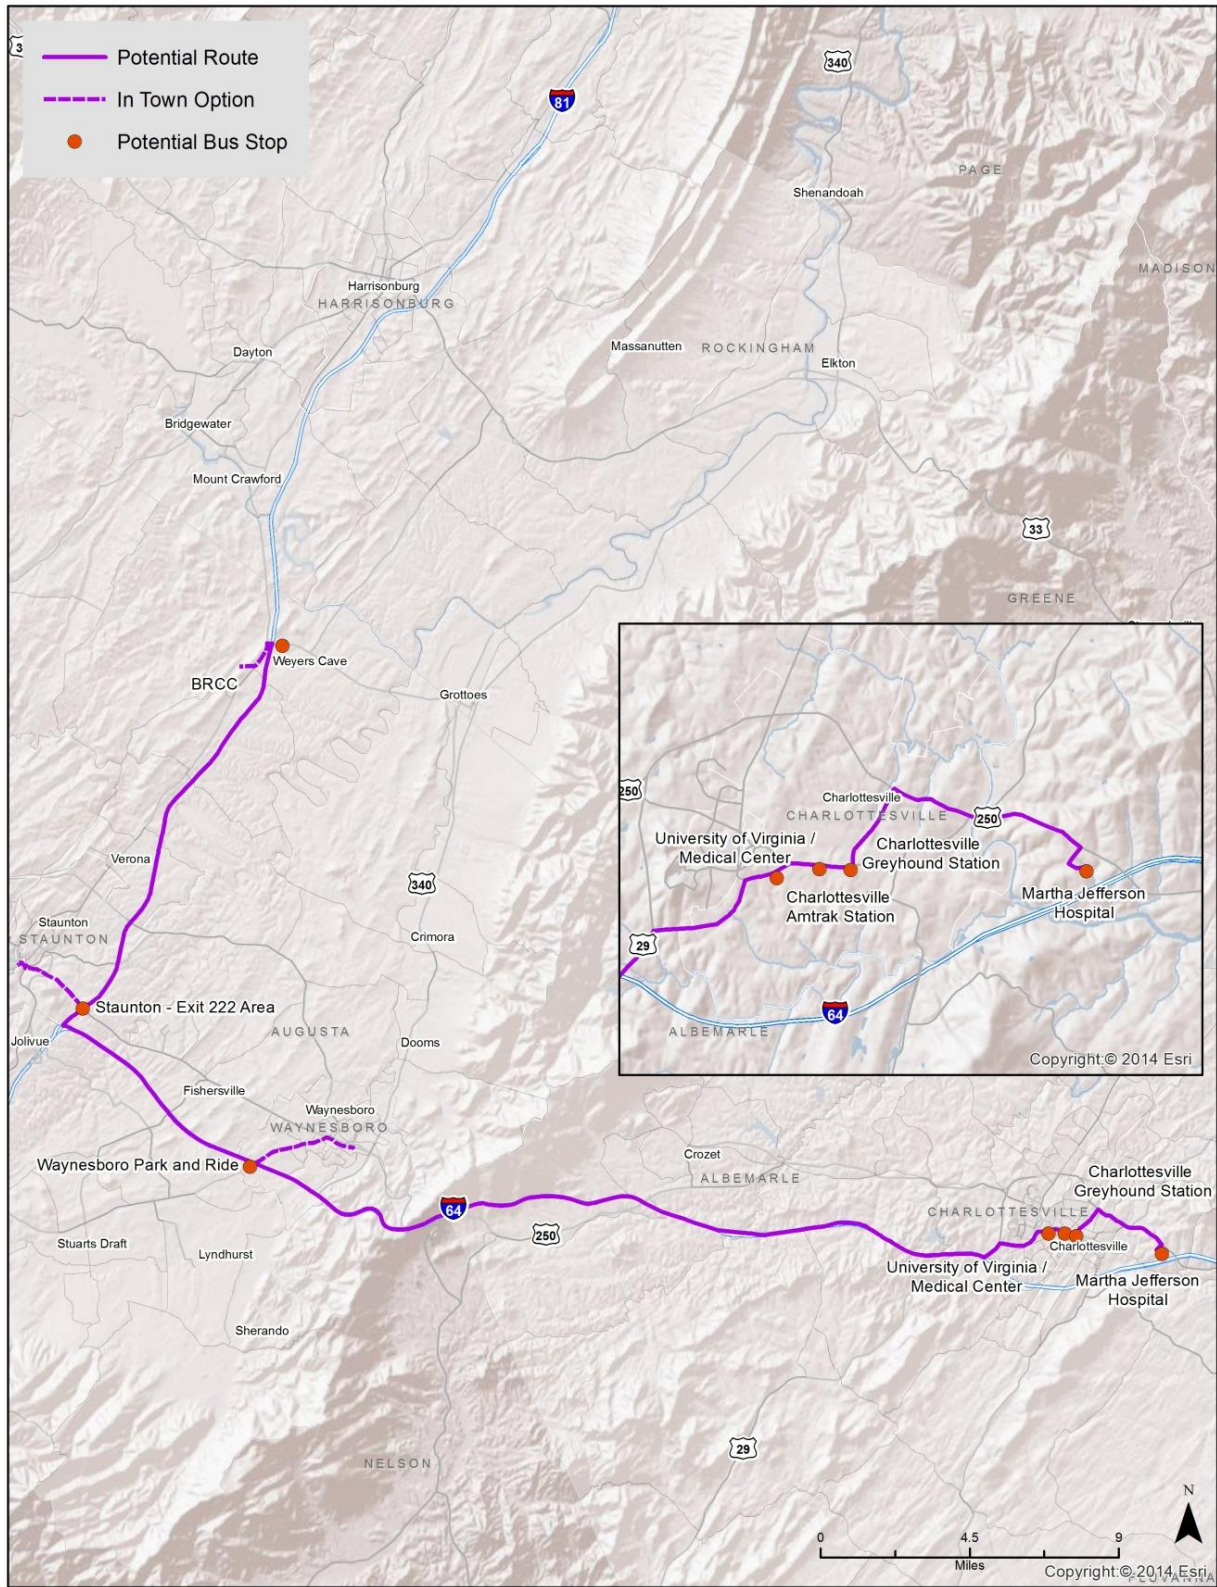 Potential Route
In Town Option
Potential Bus Stop
3
81
340
PAGE
Shenandoah
MADISON
Harrisonburg
HARRISONBURG
Massanutten
ROCKINGHAM
Dayton
Elkton
Bridgewater
Mount Crawford
33
GREENE
Weyers Cave
BRCC
Grottoes
250
Charlottesville
CHARLOTTESVILLE
250
University of Virginia /
Medical Center
Charlottesville
Greyhound Station
Charlottesville
Amtrak Station
Martha Jefferson
Hospital
29
64
ALBEMARLE
Copyright:© 2014 Esri
Verona
340
Staunton
STAUNTON
Crimora
Staunton - Exit 222 Area
AUGUSTA
Jolivue
Dooms
Fishersville
Waynesboro
WAYNESBORO
Waynesboro Park and Ride
Crozet
ALBEMARLE
Charlottesville
Greyhound Station
64
250
CHARLOTTESVILLE
Charlottesville
Stuarts Draft
Lyndhurst
University of Virginia /
Medical Center
Martha Jefferson
Hospital
Sherando
29
NELSON
N
0
4.5
9
Miles
Copyright:© 2014 Esri
FLUVANNA